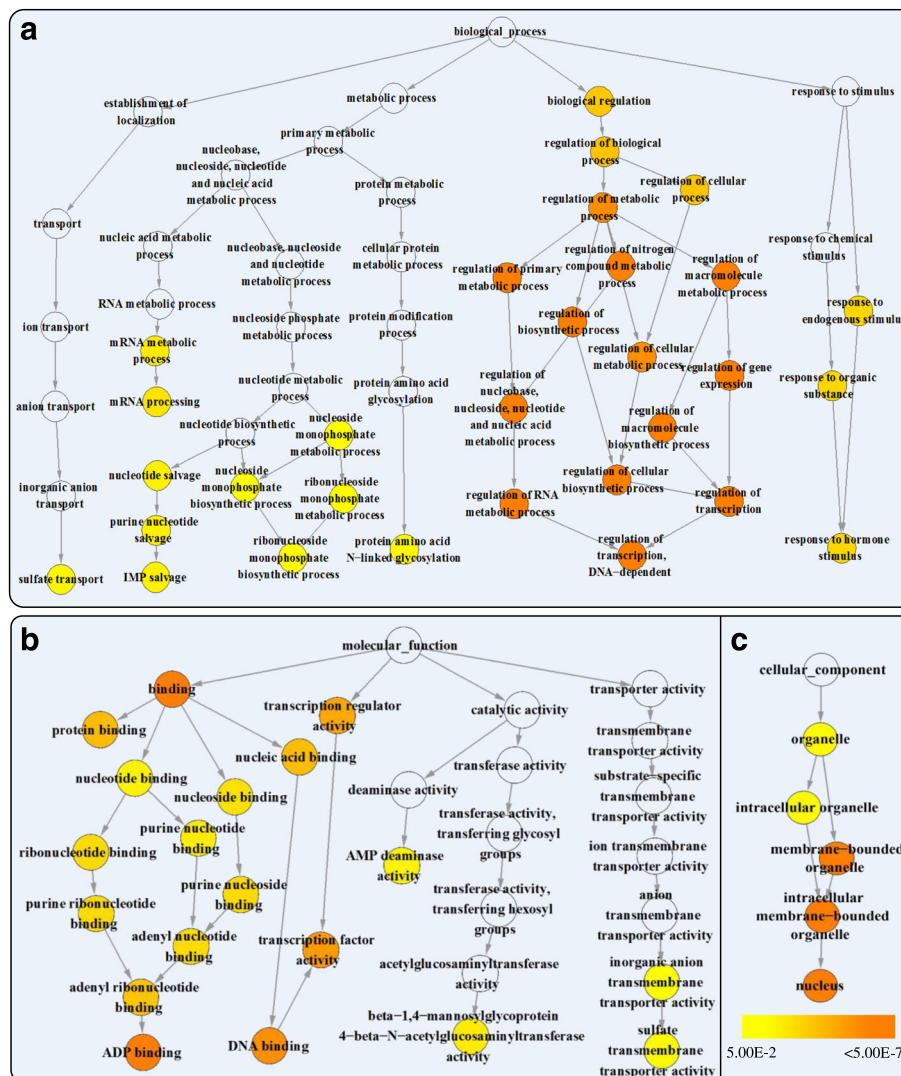 a
biological_process
establishment of
localization
metabolic process
biological regulation
response to stimulus
primary metabolic
process
nucleobase,
nucleoside, nucleotide
and nucleic acid
metabolic process
regulation of biological
process
protein metabolic
process
regulation of cellular
process
transport
regulation of metabolic
process
nucleic acid metabolic
process
nucleobase, nucleoside
and nucleotide
metabolic process
cellular protein
metabolic process
regulation of primary
metabolic process
regulation of nitrogen
compound metabolic
process
regulation of
macromolecule
metabolic process
response to chemical
stimulus
RNA metabolic process
response to
endogenous stimulu
ion transport
nucleoside phosphate
metabolic process
protein modification
process
regulation of
biosynthetic process
mRNA metabolic
process
regulation of cellular
metabolic process
regulation of gene
expression
response to organic
substance
anion transport
mRNA processing
nucleotide metabolic
process
protein amino acid
glycosylation
regulation of
nucleobase,
nucleoside, nucleotide
and nucleic acid
metabolic process
nucleotide biosynthetic
process
nucleoside
monophosphate
metabolic process
regulation of
macromolecule
biosynthetic process
nucleotide salvage
nucleoside
monophosphate
biosynthetic process
ribonucleoside
monophosphate
metabolic process
regulation of cellular
biosynthetic process
inorganic anion
transport
regulation of RNA
metabolic process
regulation of
transcription
purine nucleotide
salvage
ribonucleoside
monophosphate
biosynthetic process
protein amino acid
N-linked glycosylation
regulation of
transcription,
DNA-dependent
response to hormone
stimulus
sulfate transport
IMP salvage
b
molecular_function
binding
transcription regulator
activity
catalytic activity
transporter activity
protein binding
nucleic acid binding
transmembrane
transporter activity
nucleotide binding
nucleoside binding
transferase activity
deaminase activity
substrate-specific
transmembrane
transporter activity
purine nucleotide
binding
transferase activity,
transferring glycosyl
groups
ribonucleotide binding
AMP deaminase
activity
ion transmembrane
transporter activity
purine nucleoside
binding
transferase activity,
transferring hexosyl
groups
anion
transmembrane
transporter activity
purine ribonucleotide
binding
adenyl nucleotide
binding
transcription factor
activity
acetylglucosaminyltransferase
activity
inorganic anion
transmembrane
transporter activity
adenyl ribonucleotide
binding
beta-1,4-mannosylglycoprotein
4-beta-N-acetylglucosaminyltransferase
activity
sulfate
transmembrane
transporter activity
ADP binding
DNA binding
c
cellular_component
organelle
intracellular organelle
membrane-bounded
organelle
intracellular
membrane-bounded
organelle
nucleus
5.00E-2
<5.00E-7